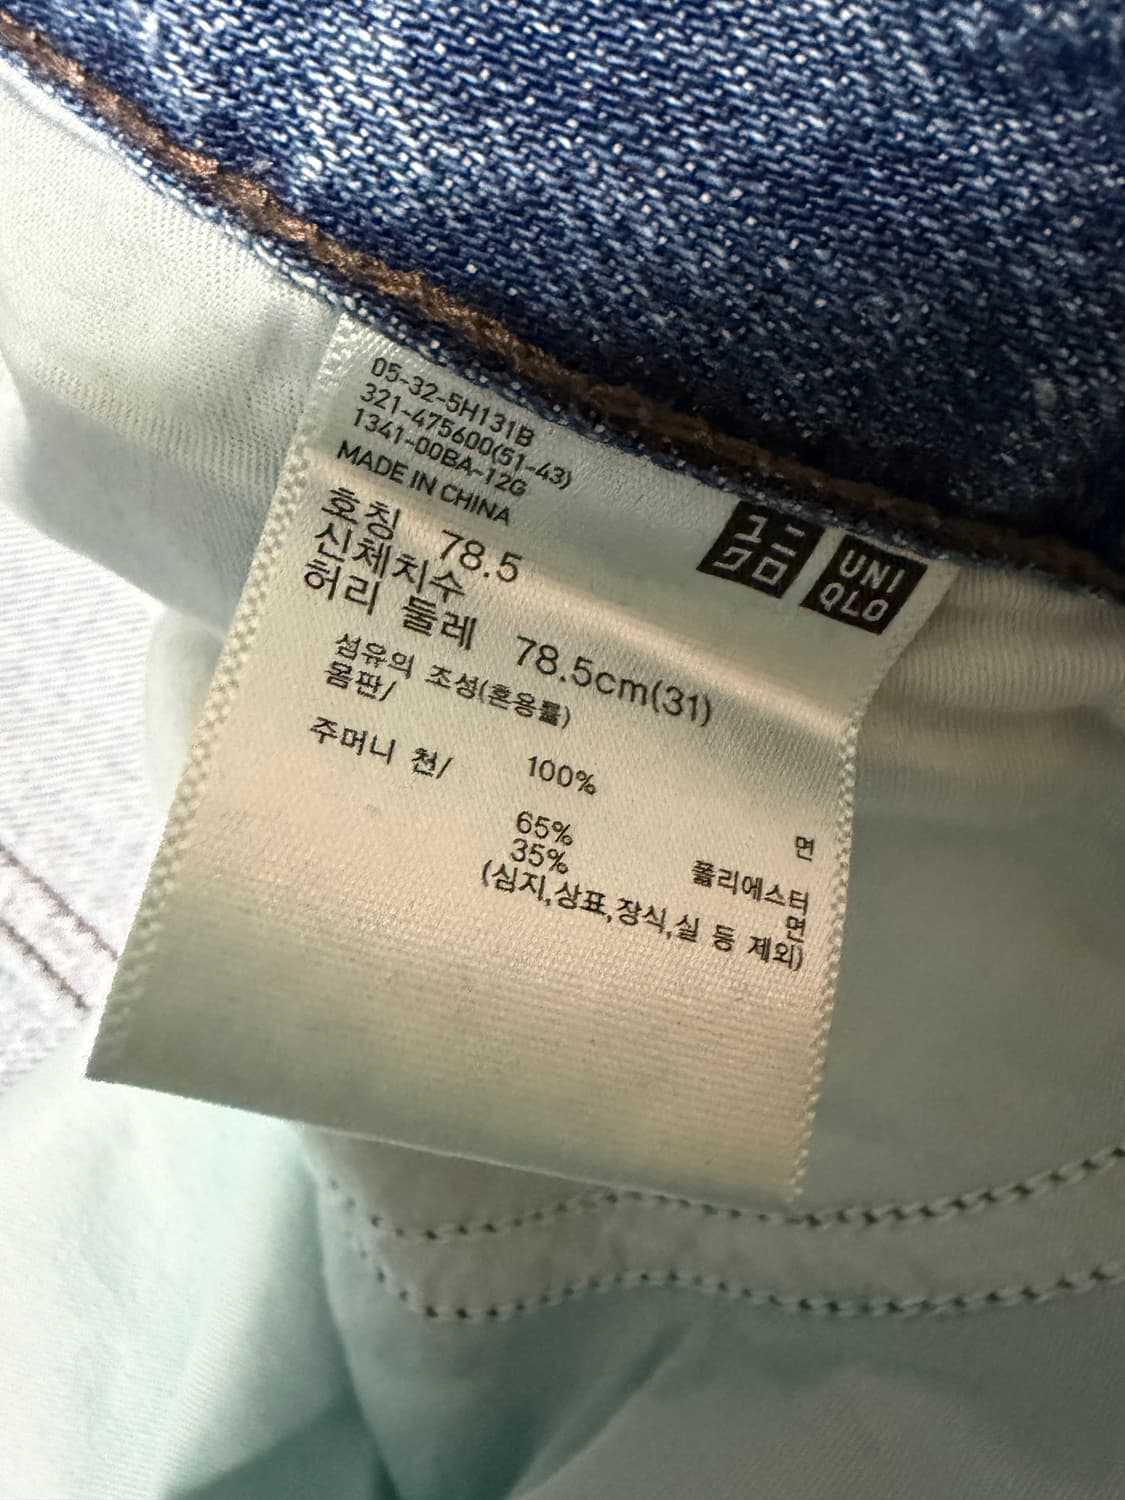 05-32-5H131B
321-475600(51-43)
1341-00BA-12G
MADE IN CHINA
ユニ
クロ
UNI
QLO
호칭 78.5
신체치수
허리 둘레 78.5cm(31)
섬유의 조성(혼용률)
몸판/
100% 면
주머니 천/
65% 폴리에스터
35% 면
(심지,상표,장식,실 등 제외)